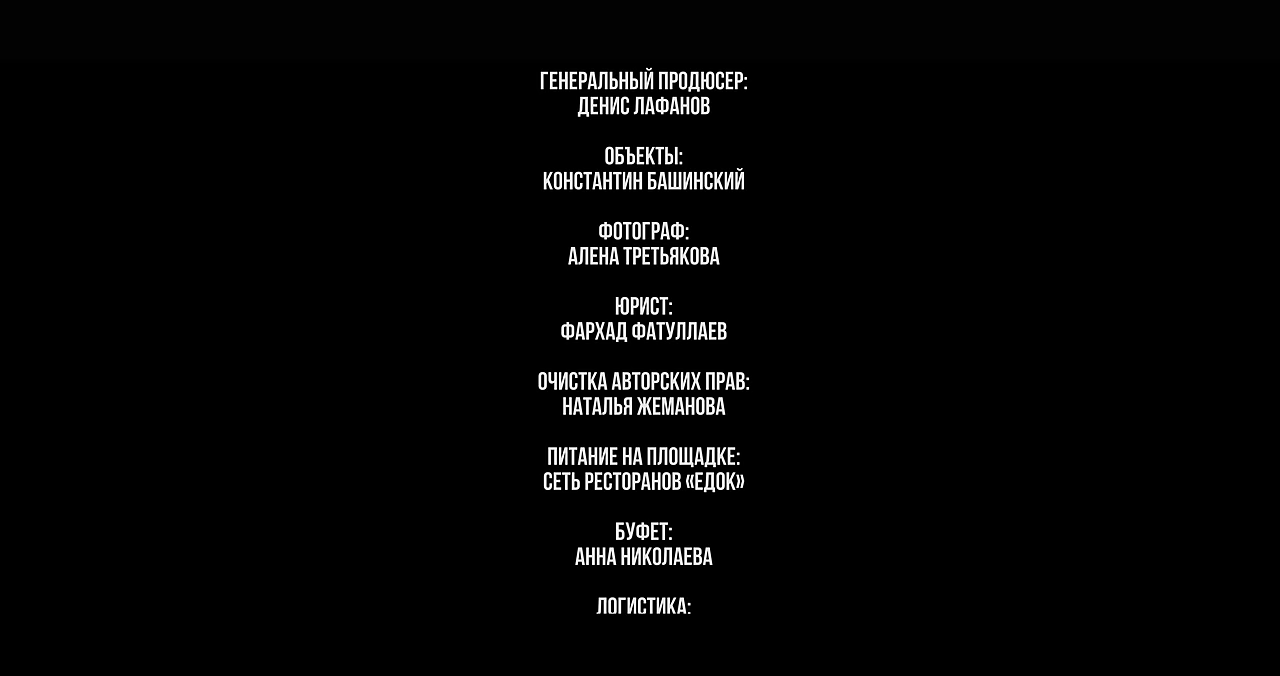 ГЕНЕРАЛЬНЫЙ ПРОДЮСЕР:
ДЕНИС ЛАФАНОВ
ОБЪЕКТЫ:
КОНСТАНТИН БАШИНСКИЙ
ФОТОГРАФ:
АЛЕНА ТРЕТЬЯКОВА
ЮРИСТ:
ФАРХАД ФАТУЛЛАЕВ
ОЧИСТКА АВТОРСКИХ ПРАВ:
НАТАЛЬЯ ЖЕМАНОВА
ПИТАНИЕ НА ПЛОЩАДКЕ:
СЕТЬ РЕСТОРАНОВ «ЕДОК»
БУФЕТ:
АННА НИКОЛАЕВА
ЛОГИСТИКА: